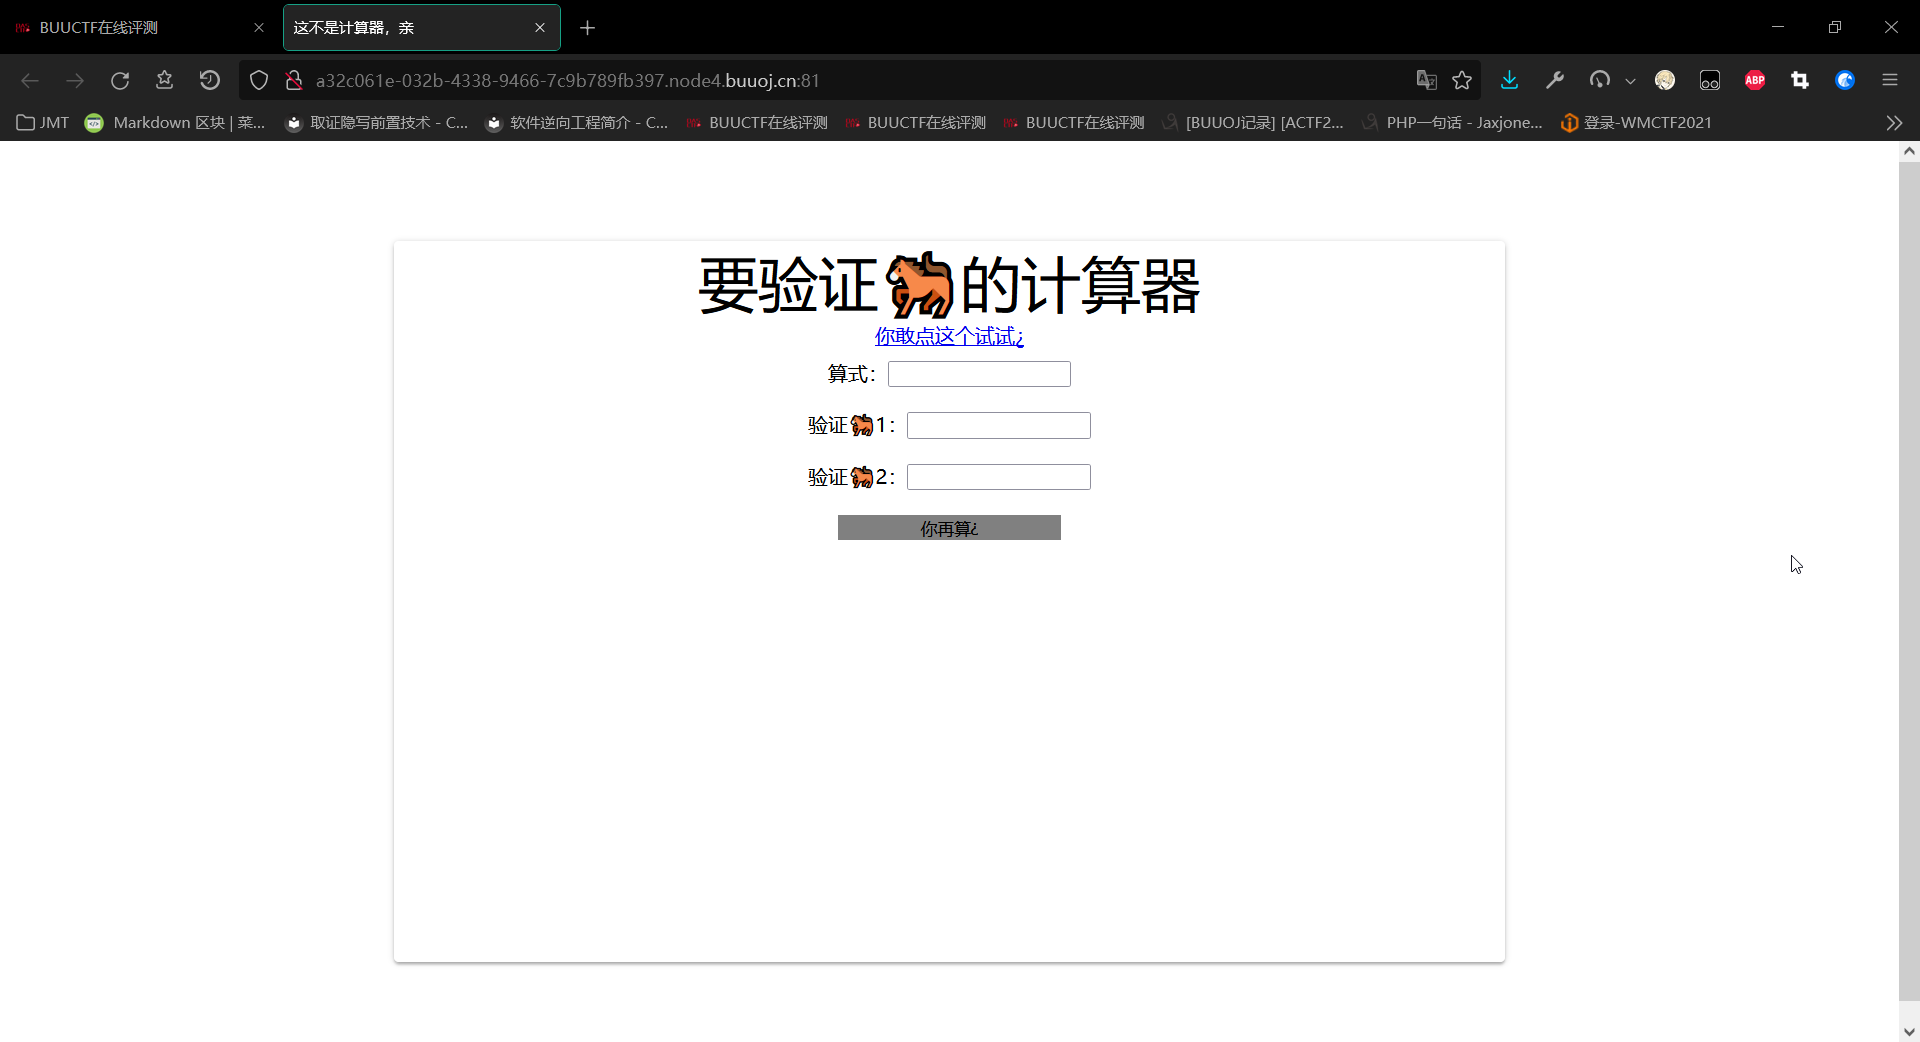 BUUCTF在线评测
这不是计算器，亲
a32c061e-032b-4338-9466-7c9b789fb397.node4.buuoj.cn:81
ABP
JMT
Markdown 区块 | 菜...
取证隐写前置技术 - C...
软件逆向工程简介 - C...
BUUCTF在线评测
BUUCTF在线评测
BUUCTF在线评测
[BUUOJ记录] [ACTF2...
PHP一句话 - Jaxjone...
登录-WMCTF2021
要验证🐎的计算器
你敢点这个试试¿
算式：
验证🐎1：
验证🐎2：
你再算¿